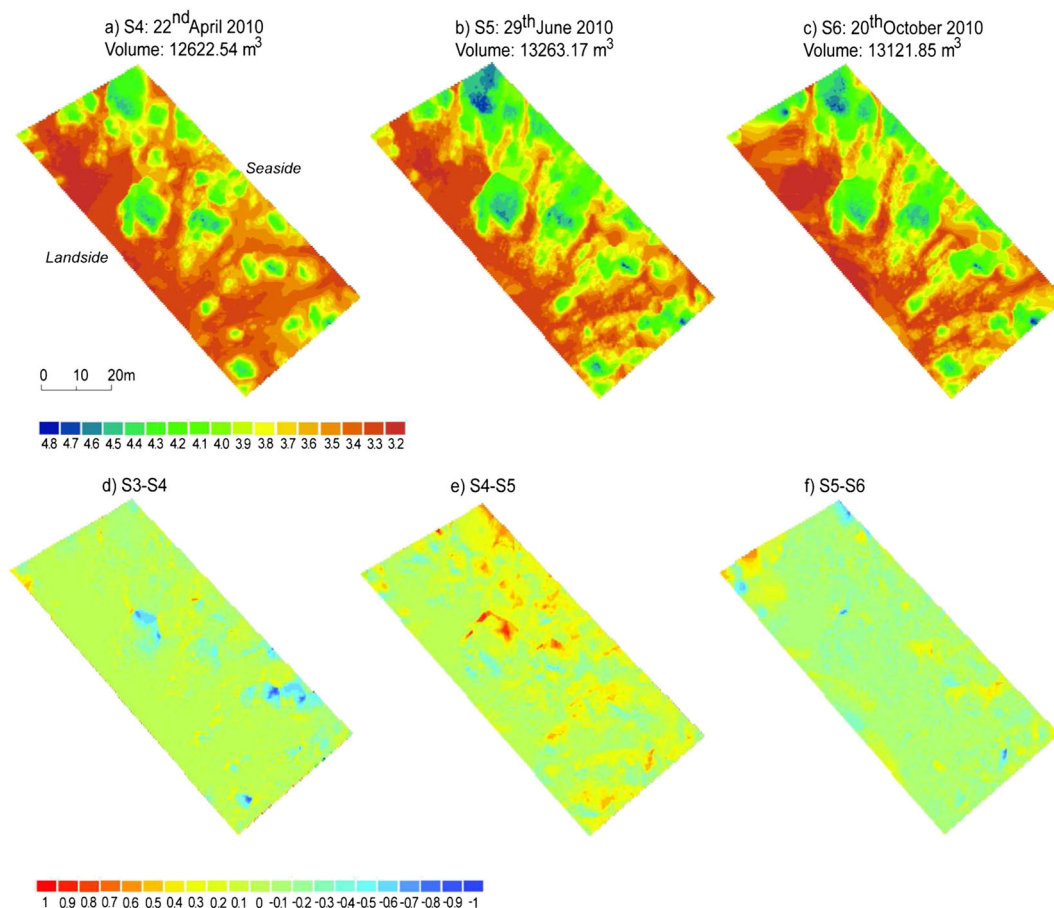 a) S4: 22nd April 2010
Volume: 12622.54 m3
b) S5: 29th June 2010
Volume: 13263.17 m3
c) S6: 20th October 2010
Volume: 13121.85 m3
Seaside
Landside
0 10 20m
4.8 4.7 4.6 4.5 4.4 4.3 4.2 4.1 4.0 3.9 3.8 3.7 3.6 3.5 3.4 3.3 3.2
d) S3-S4
e) S4-S5
f) S5-S6
1 0.9 0.8 0.7 0.6 0.5 0.4 0.3 0.2 0.1 0 -0.1 -0.2 -0.3 -0.4 -0.5 -0.6 -0.7 -0.8 -0.9 -1